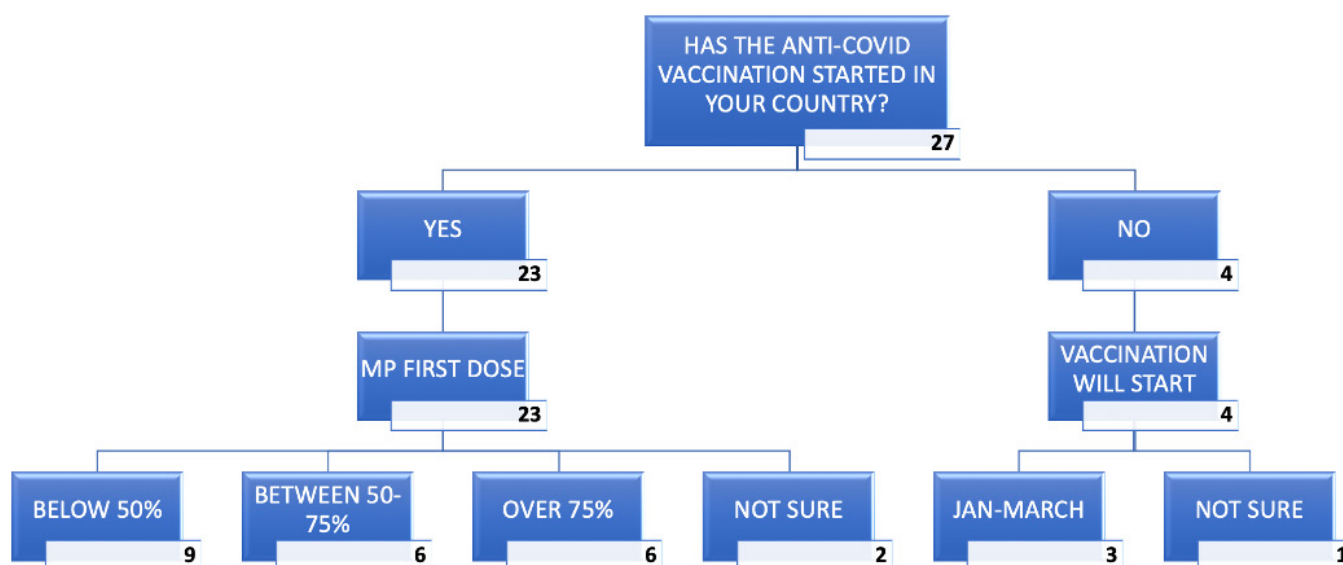 HAS THE ANTI-COVID
VACCINATION STARTED IN
YOUR COUNTRY?
27
YES
23
NO
4
MP FIRST DOSE
23
VACCINATION
WILL START
4
BELOW 50%
9
BETWEEN 50-
75%
6
OVER 75%
6
NOT SURE
2
JAN-MARCH
3
NOT SURE
1